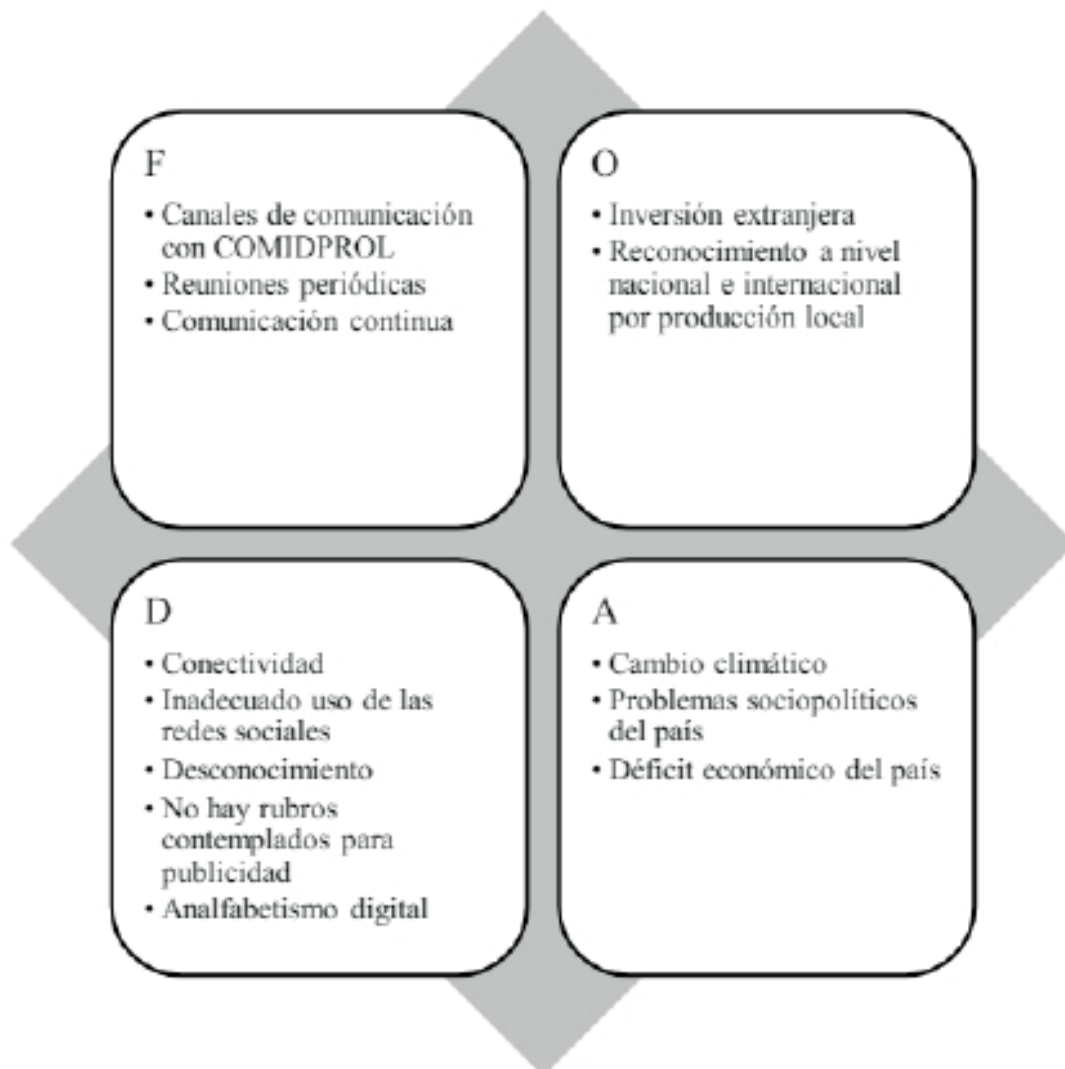 F
• Canales de comunicación
con COMIDPROL
• Reuniones periódicas
• Comunicación continua
O
• Inversión extranjera
• Reconocimiento a nivel
nacional e internacional
por producción local
D
• Conectividad
• Inadecuado uso de las
redes sociales
• Desconocimiento
• No hay rubros
contemplados para
publicidad
• Analfabetismo digital
A
• Cambio climático
• Problemas sociopolíticos
del país
• Déficit económico del país